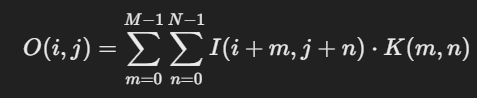 M−1 N−1
O(i,j) = ∑ ∑ I(i+m,j+n) · K(m,n)
m=0 n=0